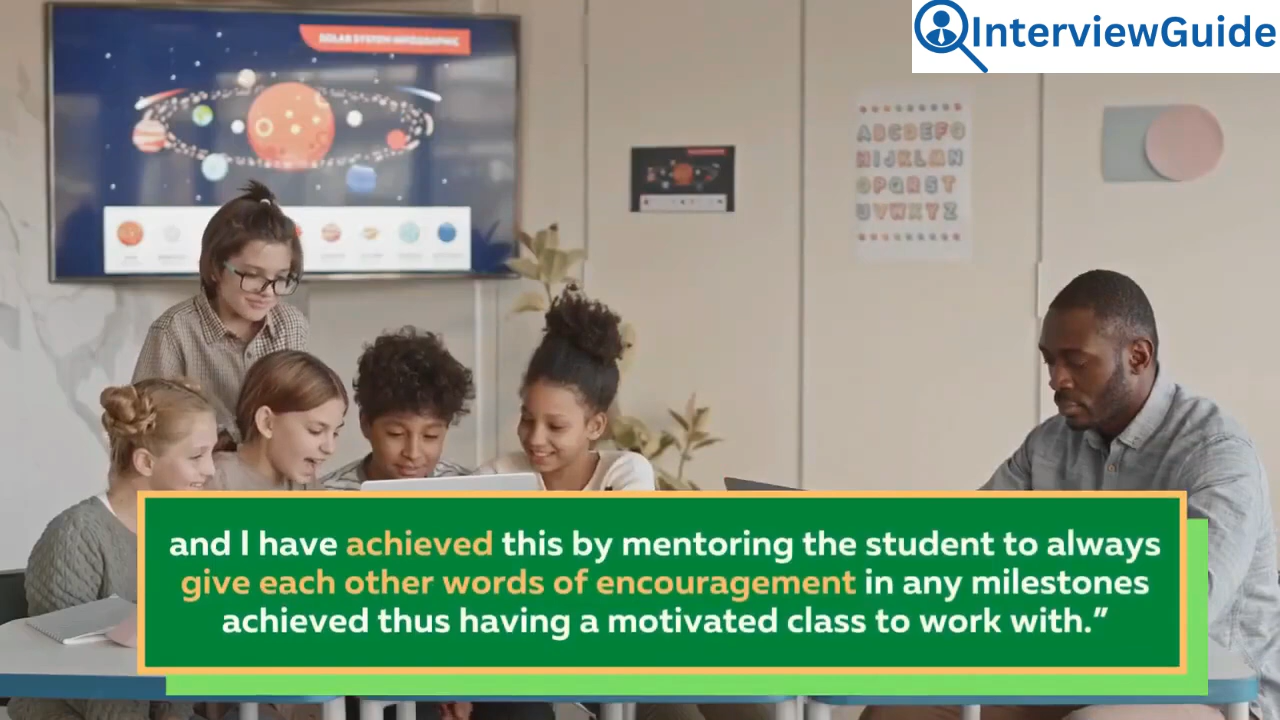 InterviewGuide
SOLAR SYSTEM INFOGRAPHIC
ABCDEFG
HIJKLMN
OPQRST
UVWXYZ
and I have achieved this by mentoring the student to always
give each other words of encouragement in any milestones
achieved thus having a motivated class to work with.”